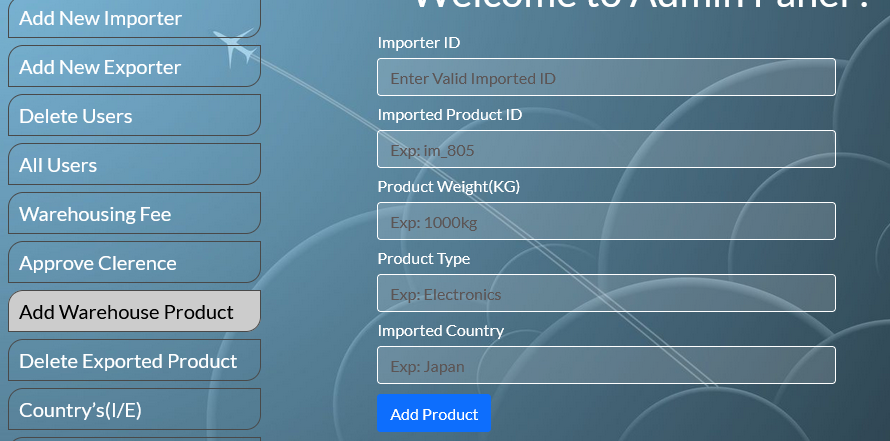 Welcome to Admin Panel!
Add New Importer
Add New Exporter
Delete Users
All Users
Warehousing Fee
Approve Clerence
Add Warehouse Product
Delete Exported Product
Country's(I/E)
Importer ID
Enter Valid Imported ID
Imported Product ID
Exp: im_805
Product Weight(KG)
Exp: 1000kg
Product Type
Exp: Electronics
Imported Country
Exp: Japan
Add Product